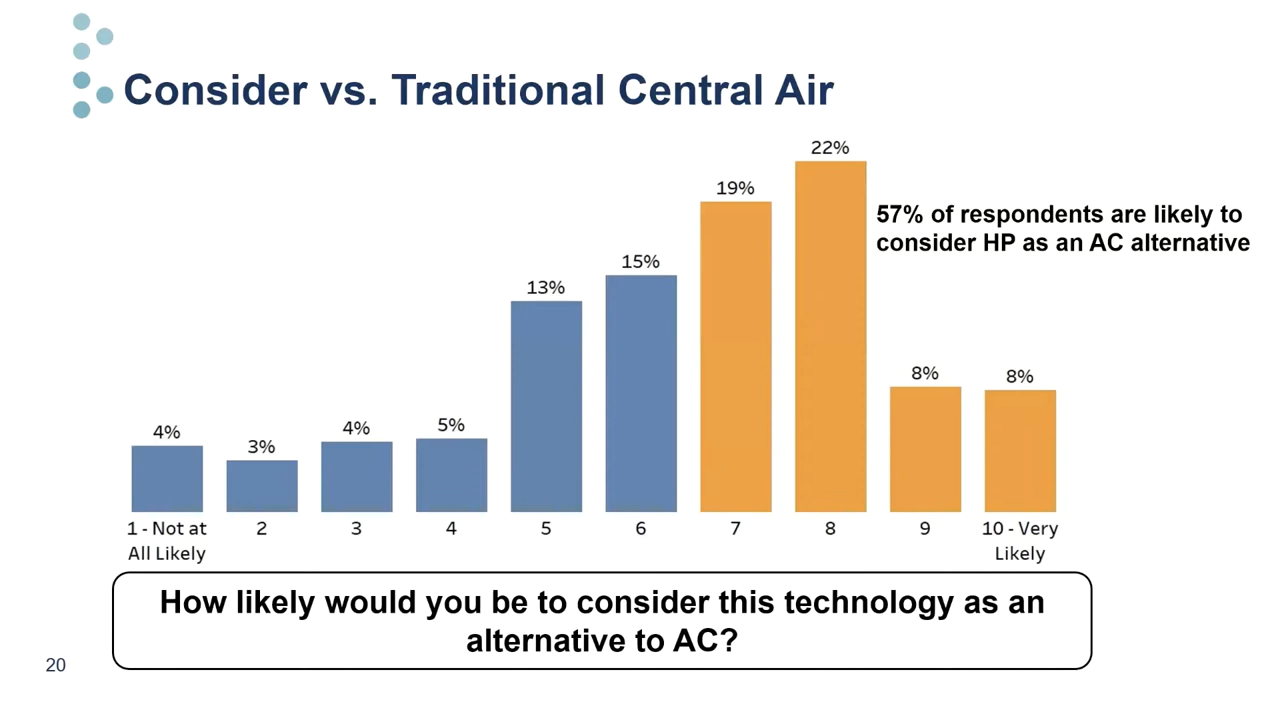 Consider vs. Traditional Central Air
22%
19%
57% of respondents are likely to
consider HP as an AC alternative
15%
13%
8%
8%
4%
3%
4%
5%
1 - Not at
All Likely
2
3
4
5
6
7
8
9
10 - Very
Likely
How likely would you be to consider this technology as an
alternative to AC?
20